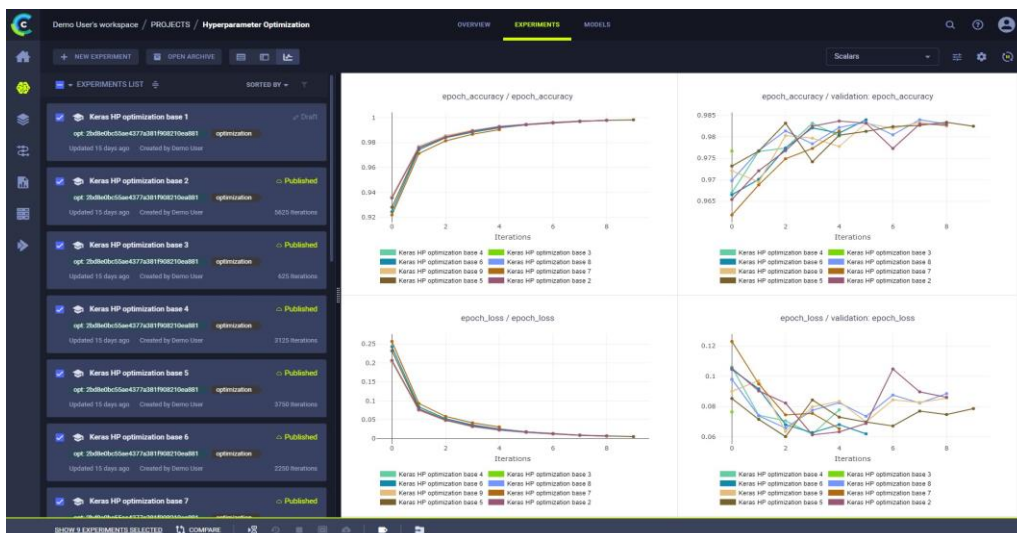 Demo User's workspace / PROJECTS / Hyperparameter Optimization
OVERVIEW EXPERIMENTS MODELS
+ NEW EXPERIMENT OPEN ARCHIVE
Scalars
EXPERIMENTS LIST SORTED BY
Keras HP optimization base 1 Draft
opt: 2bd8e0bc55ae4377a381f908210ea881 optimization
Updated 15 days ago Created by Demo User
Keras HP optimization base 2 Published
opt: 2bd8e0bc55ae4377a381f908210ea881 optimization
Updated 15 days ago Created by Demo User 5625 Iterations
Keras HP optimization base 3 Published
opt: 2bd8e0bc55ae4377a381f908210ea881 optimization
Updated 15 days ago Created by Demo User 625 Iterations
Keras HP optimization base 4 Published
opt: 2bd8e0bc55ae4377a381f908210ea881 optimization
Updated 15 days ago Created by Demo User 3125 Iterations
Keras HP optimization base 5 Published
opt: 2bd8e0bc55ae4377a381f908210ea881 optimization
Updated 15 days ago Created by Demo User 3750 Iterations
Keras HP optimization base 6 Published
opt: 2bd8e0bc55ae4377a381f908210ea881 optimization
Updated 15 days ago Created by Demo User 2250 Iterations
Keras HP optimization base 7 Published
opt: 2bd8e0bc55ae4377a381f908210ea881 optimization
epoch_accuracy / epoch_accuracy
1
0.98
0.96
0.94
0.92
0 2 4 6 8
Iterations
Keras HP optimization base 4 Keras HP optimization base 3
Keras HP optimization base 6 Keras HP optimization base 8
Keras HP optimization base 9 Keras HP optimization base 7
Keras HP optimization base 5 Keras HP optimization base 2
epoch_accuracy / validation: epoch_accuracy
0.985
0.98
0.975
0.97
0.965
0 2 4 6 8
Iterations
Keras HP optimization base 4 Keras HP optimization base 3
Keras HP optimization base 6 Keras HP optimization base 8
Keras HP optimization base 9 Keras HP optimization base 7
Keras HP optimization base 5 Keras HP optimization base 2
epoch_loss / epoch_loss
0.25
0.2
0.15
0.1
0.05
0
0 2 4 6 8
Iterations
Keras HP optimization base 4 Keras HP optimization base 3
Keras HP optimization base 6 Keras HP optimization base 8
Keras HP optimization base 9 Keras HP optimization base 7
Keras HP optimization base 5 Keras HP optimization base 2
epoch_loss / validation: epoch_loss
0.12
0.1
0.08
0.06
0 2 4 6 8
Iterations
Keras HP optimization base 4 Keras HP optimization base 3
Keras HP optimization base 6 Keras HP optimization base 8
Keras HP optimization base 9 Keras HP optimization base 7
Keras HP optimization base 5 Keras HP optimization base 2
SHOW 9 EXPERIMENTS SELECTED COMPARE